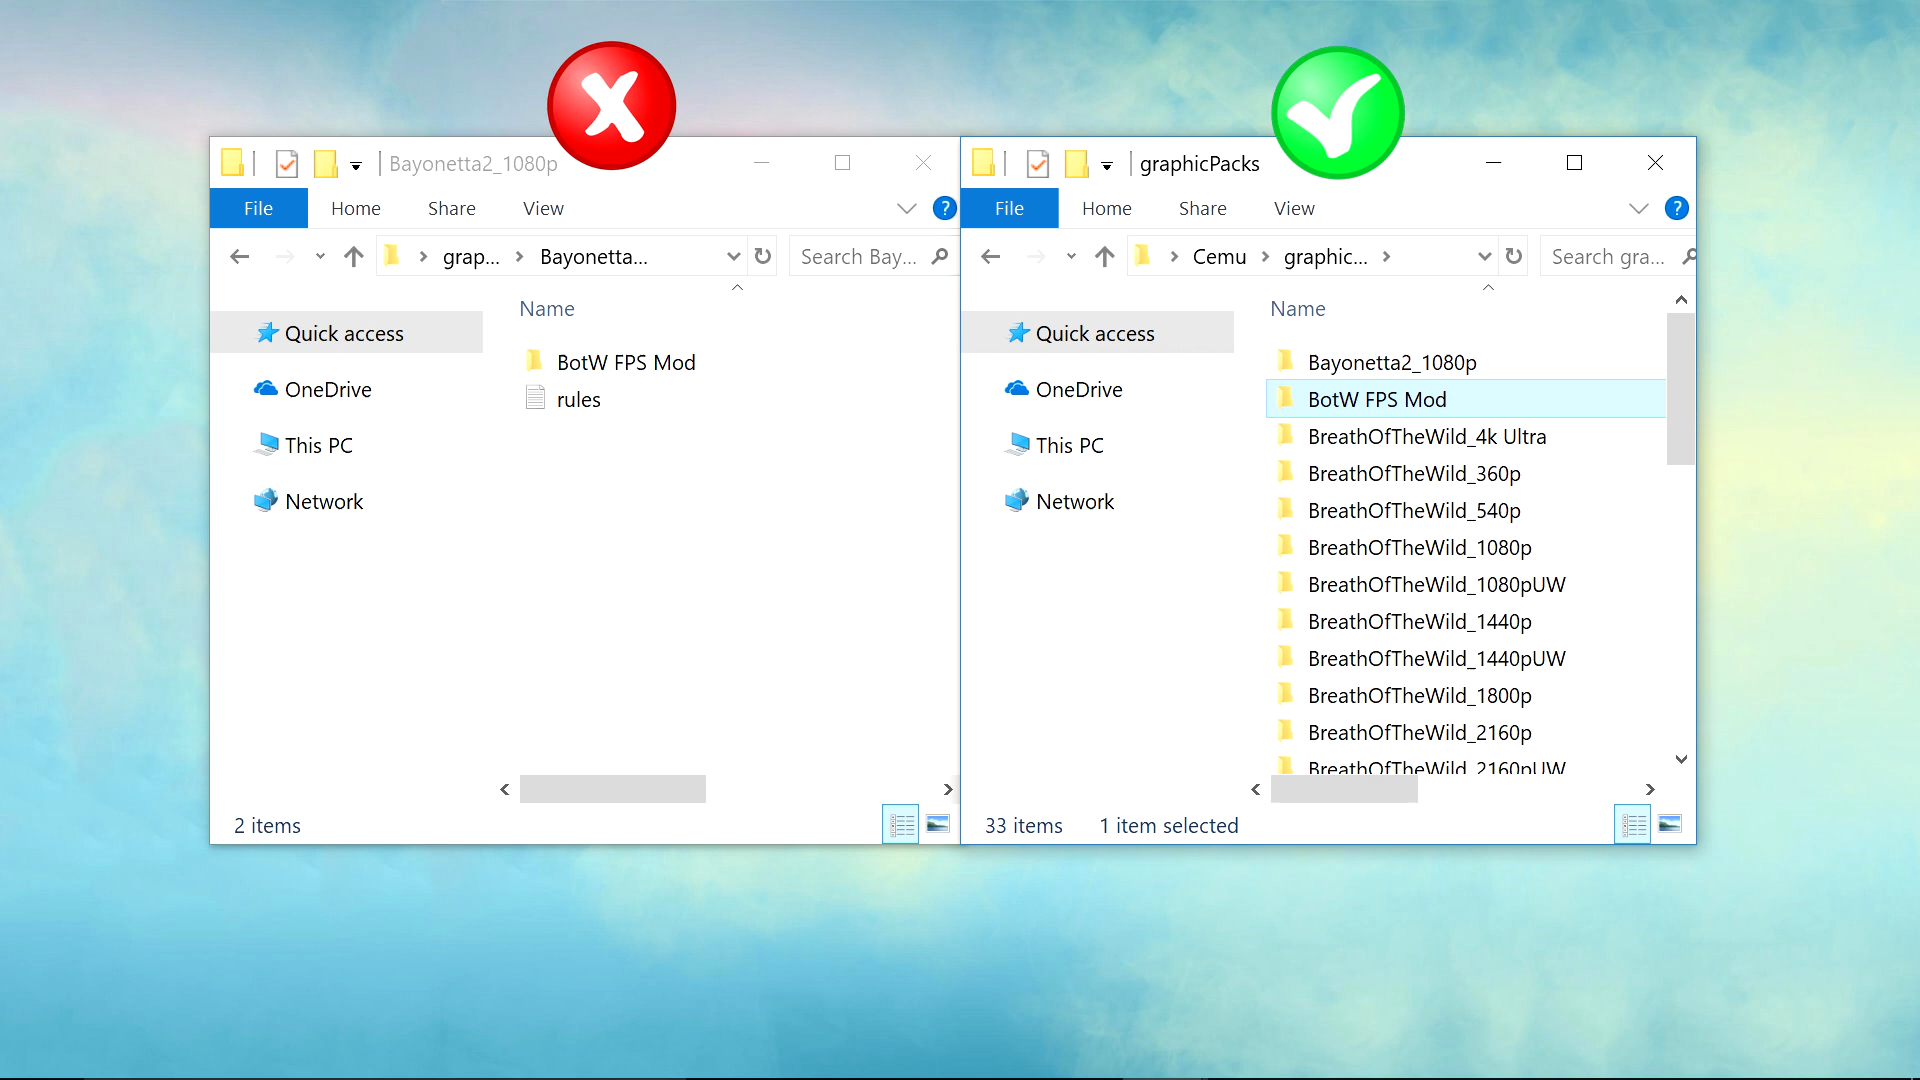 Bayonetta2_1080p
File Home Share View
grap... Bayonetta... Search Bay...
Name
Quick access
OneDrive
This PC
Network
BotW FPS Mod
rules
2 items
graphicPacks
File Home Share View
Cemu graphic... Search gra...
Name
Quick access
OneDrive
This PC
Network
Bayonetta2_1080p
BotW FPS Mod
BreathOfTheWild_4k Ultra
BreathOfTheWild_360p
BreathOfTheWild_540p
BreathOfTheWild_1080p
BreathOfTheWild_1080pUW
BreathOfTheWild_1440p
BreathOfTheWild_1440pUW
BreathOfTheWild_1800p
BreathOfTheWild_2160p
BreathOfTheWild_2160pUW
33 items 1 item selected